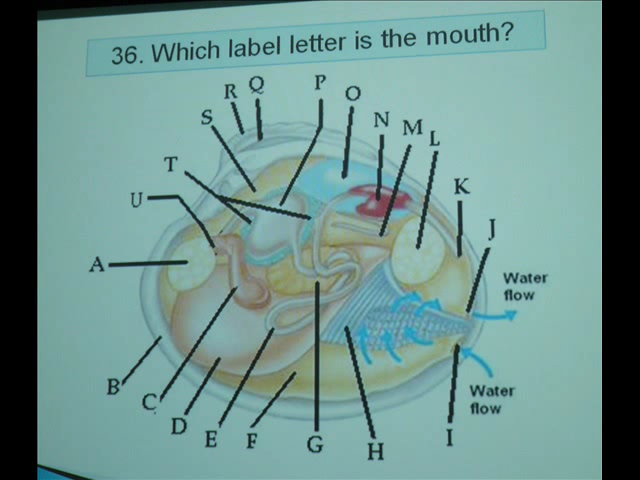 36. Which label letter is the mouth?
P
R Q
O
S
N
M
L
T
K
U
J
A
Water
flow
B
C
D
E
F
G
H
I
Water
flow